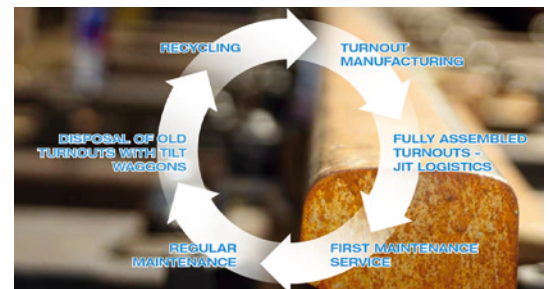 RECYCLING
TURNOUT
MANUFACTURING
FULLY ASSEMBLED
TURNOUTS -
JIT LOGISTICS
FIRST MAINTENANCE
SERVICE
REGULAR
MAINTENANCE
DISPOSAL OF OLD
TURNOUTS WITH TILT
WAGGONS